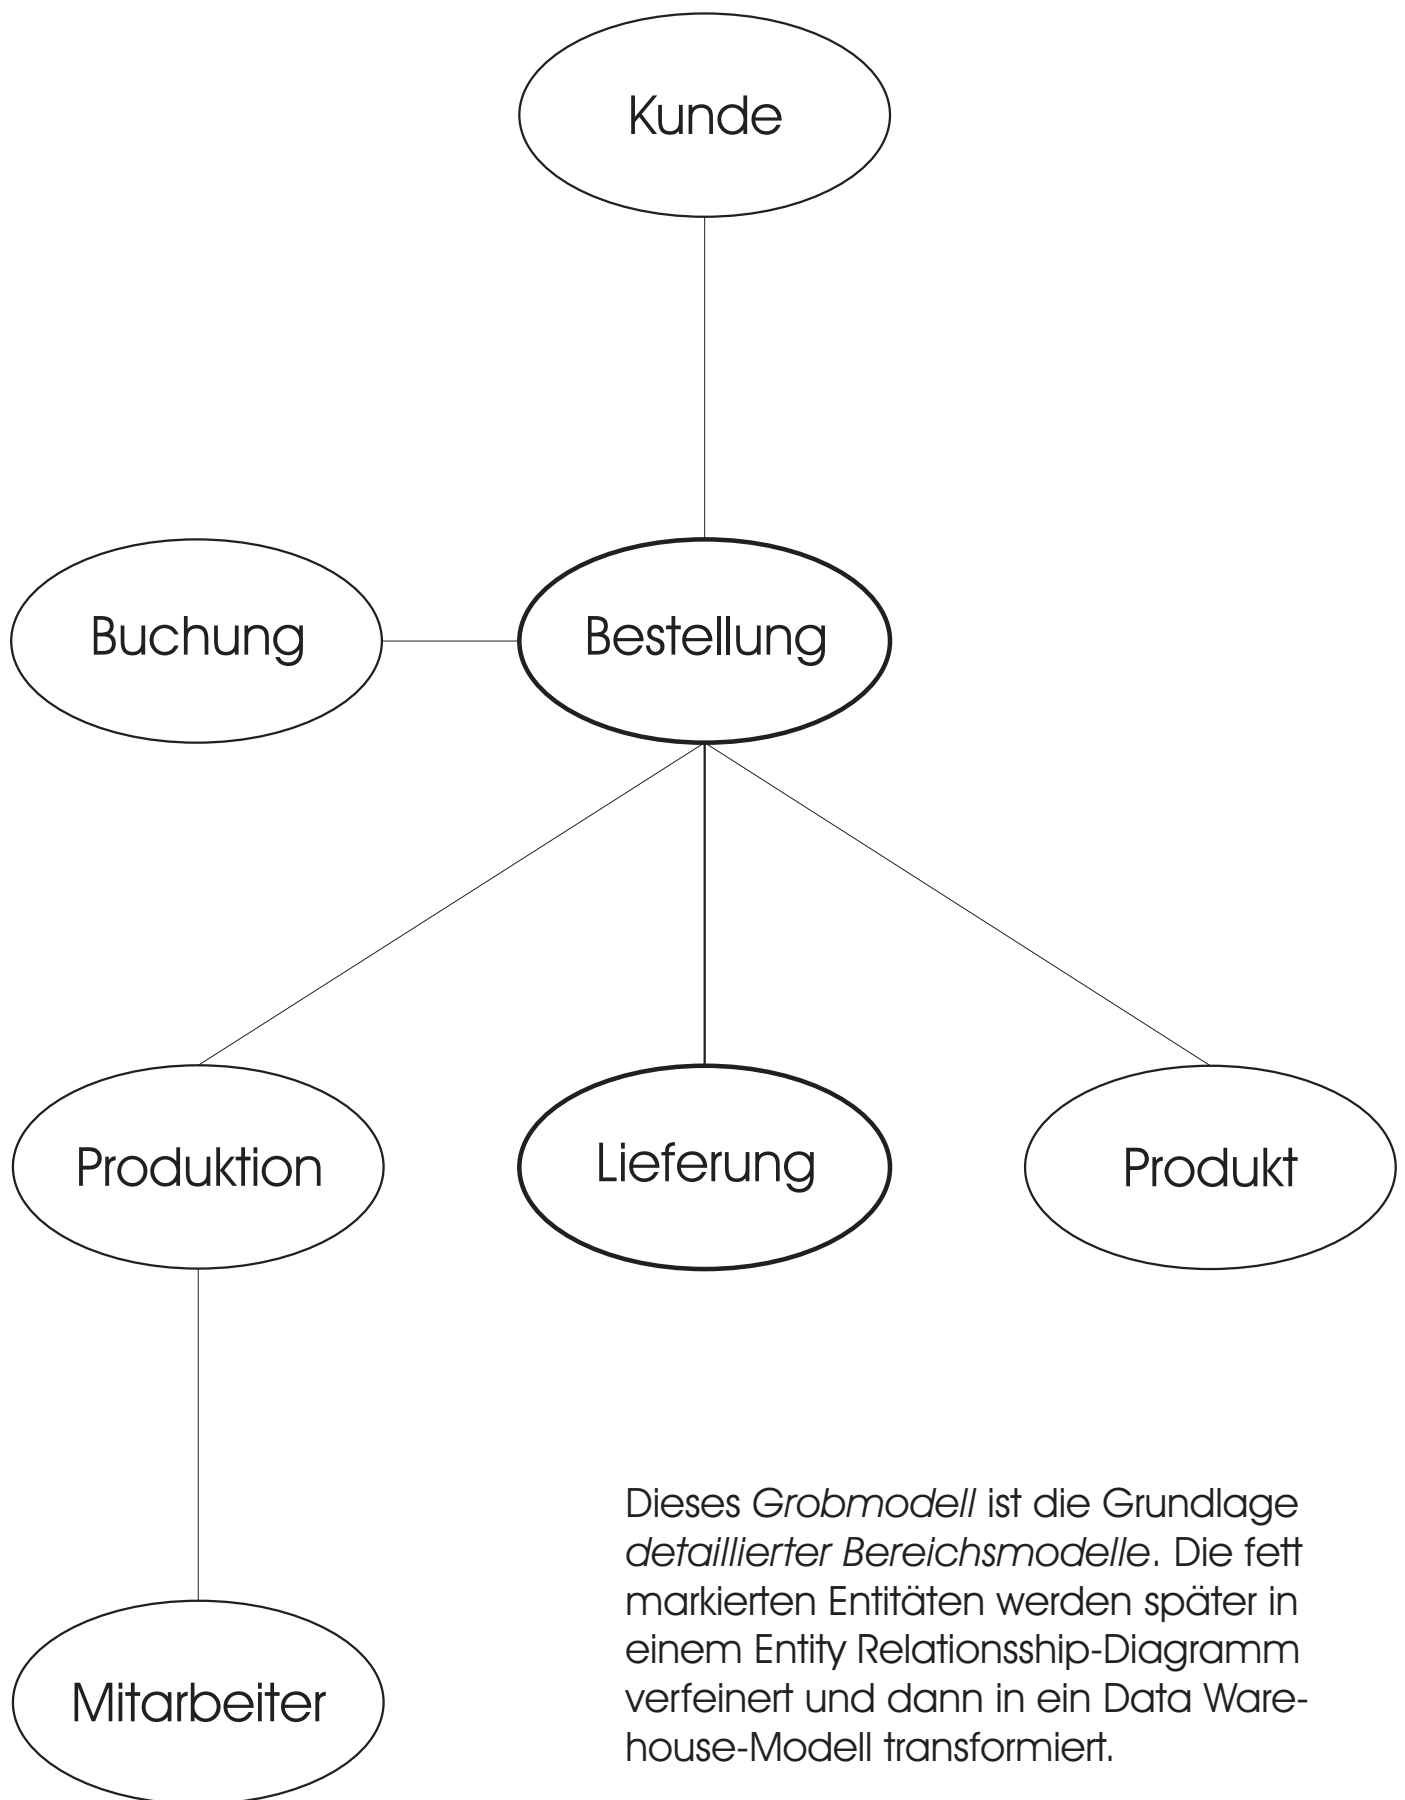 Kunde
Buchung
Bestellung
Produktion
Lieferung
Produkt
Dieses Grobmodell ist die Grundlage
detaillierter Bereichsmodelle. Die fett
markierten Entitäten werden später in
einem Entity Relationsship-Diagramm
verfeinert und dann in ein Data Ware-
house-Modell transformiert.
Mitarbeiter